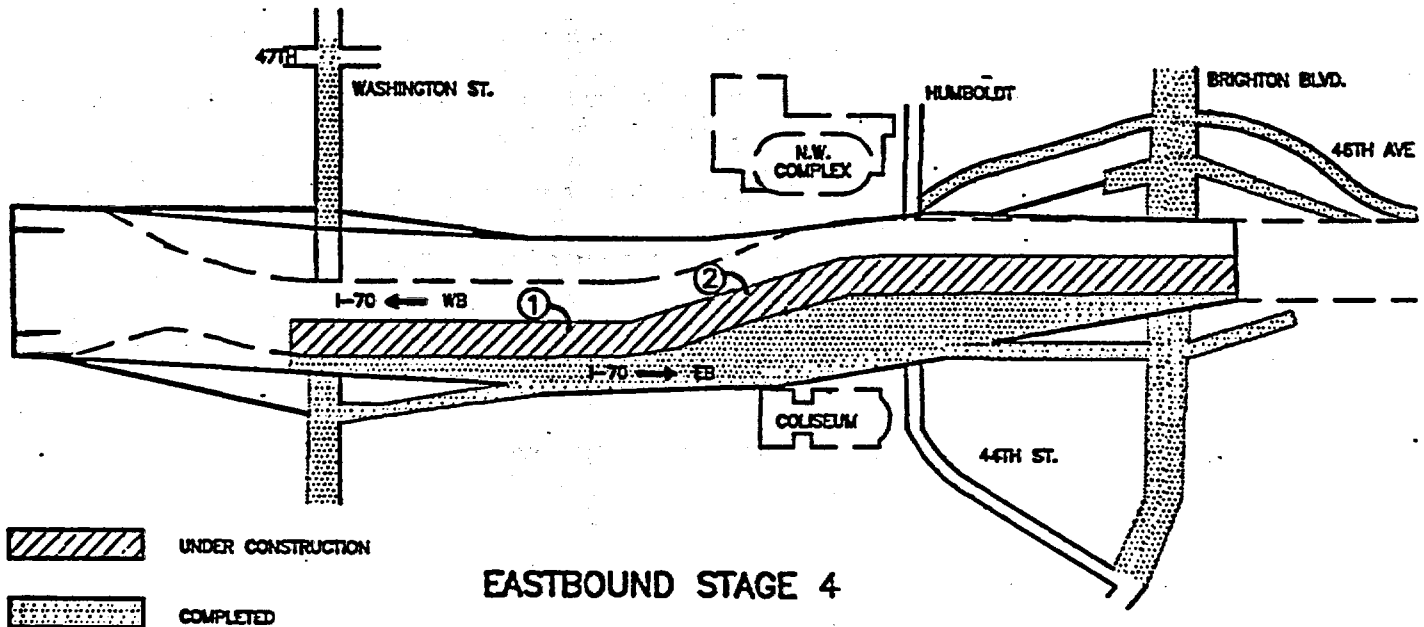 47TH
WASHINGTON ST.
HUMBOLDT
BRIGHTON BLVD.
N.W.
COMPLEX
46TH AVE
I-70 WB
1
2
I-70 EB
COLISEUM
44TH ST.
UNDER CONSTRUCTION
EASTBOUND STAGE 4
COMPLETED